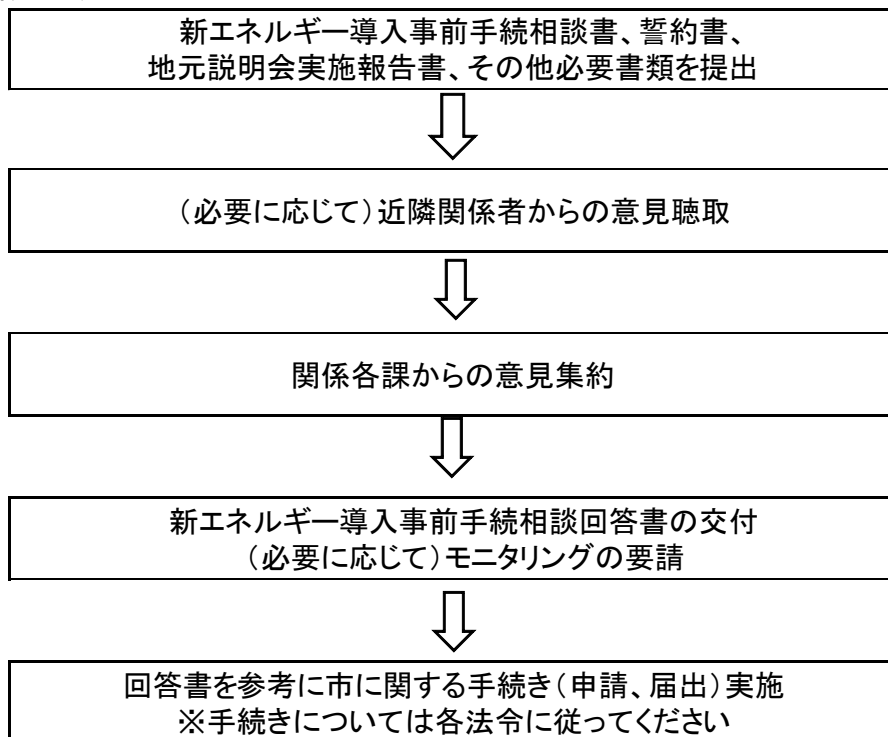 新エネルギー導入事前手続相談書、誓約書、
地元説明会実施報告書、その他必要書類を提出
（必要に応じて）近隣関係者からの意見聴取
関係各課からの意見集約
新エネルギー導入事前手続相談回答書の交付
（必要に応じて）モニタリングの要請
回答書を参考に市に関する手続き（申請、届出）実施
※手続きについては各法令に従ってください